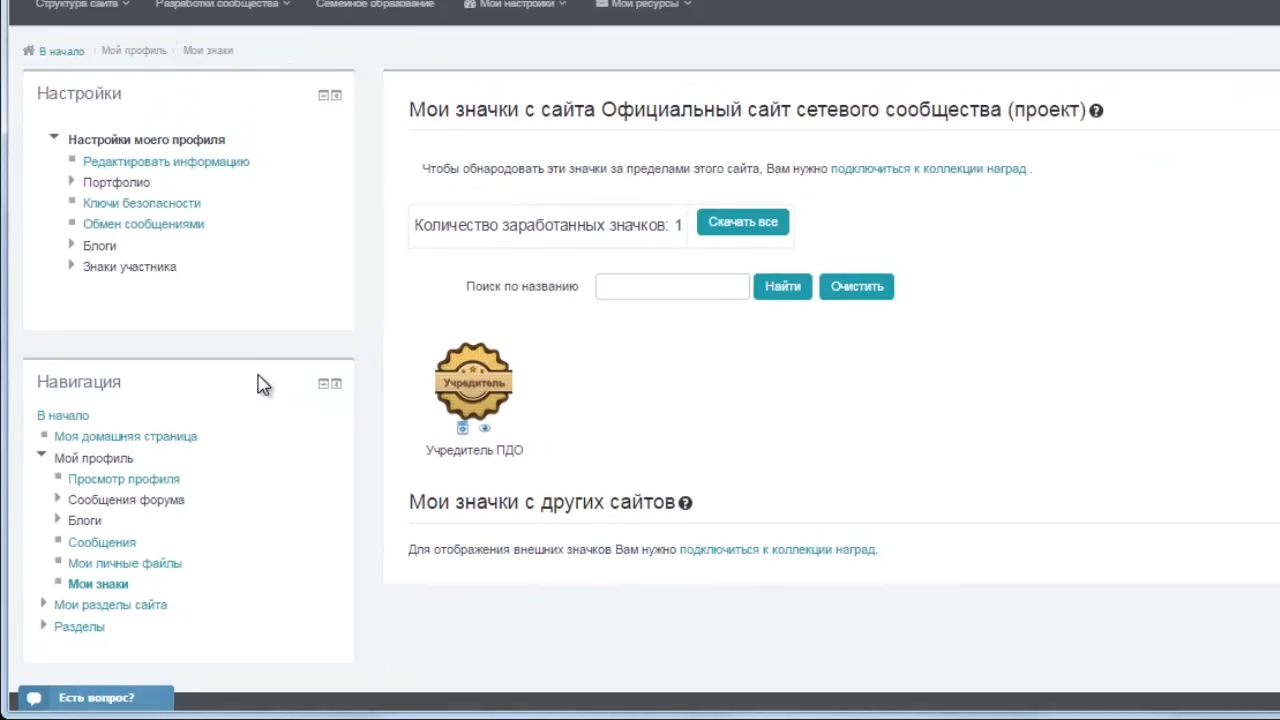 Структура сайта
Разработки сообщества
Семейное образование
Мои настройки
Мои ресурсы
В начало
Мой профиль
Мои знаки
Настройки
Настройки моего профиля
Редактировать информацию
Портфолио
Ключи безопасности
Обмен сообщениями
Блоги
Знаки участника
Навигация
В начало
Моя домашняя страница
Мой профиль
Просмотр профиля
Сообщения форума
Блоги
Сообщения
Мои личные файлы
Мои знаки
Мои разделы сайта
Разделы
Мои значки с сайта Официальный сайт сетевого сообщества (проект)
Чтобы обнародовать эти значки за пределами этого сайта, Вам нужно подключиться к коллекции наград .
Количество заработанных значков: 1
Скачать все
Поиск по названию
Найти
Очистить
Учредитель
Учредитель ПДО
Мои значки с других сайтов
Для отображения внешних значков Вам нужно подключиться к коллекции наград.
Есть вопрос?